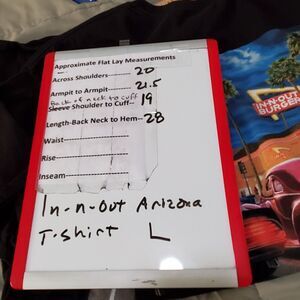 Approximate Flat Lay Measurements
Across Shoulders------- 20
Armpit to Armpit------- 21.5
Back of neck to cuff
Sleeve Shoulder to Cuff-- 19
Length-Back Neck to Hem-- 28
Waist-----------
Rise-----------
Inseam-----------
In-n-Out Arizona
T-shirt L
IN-N-OUT
BURGER